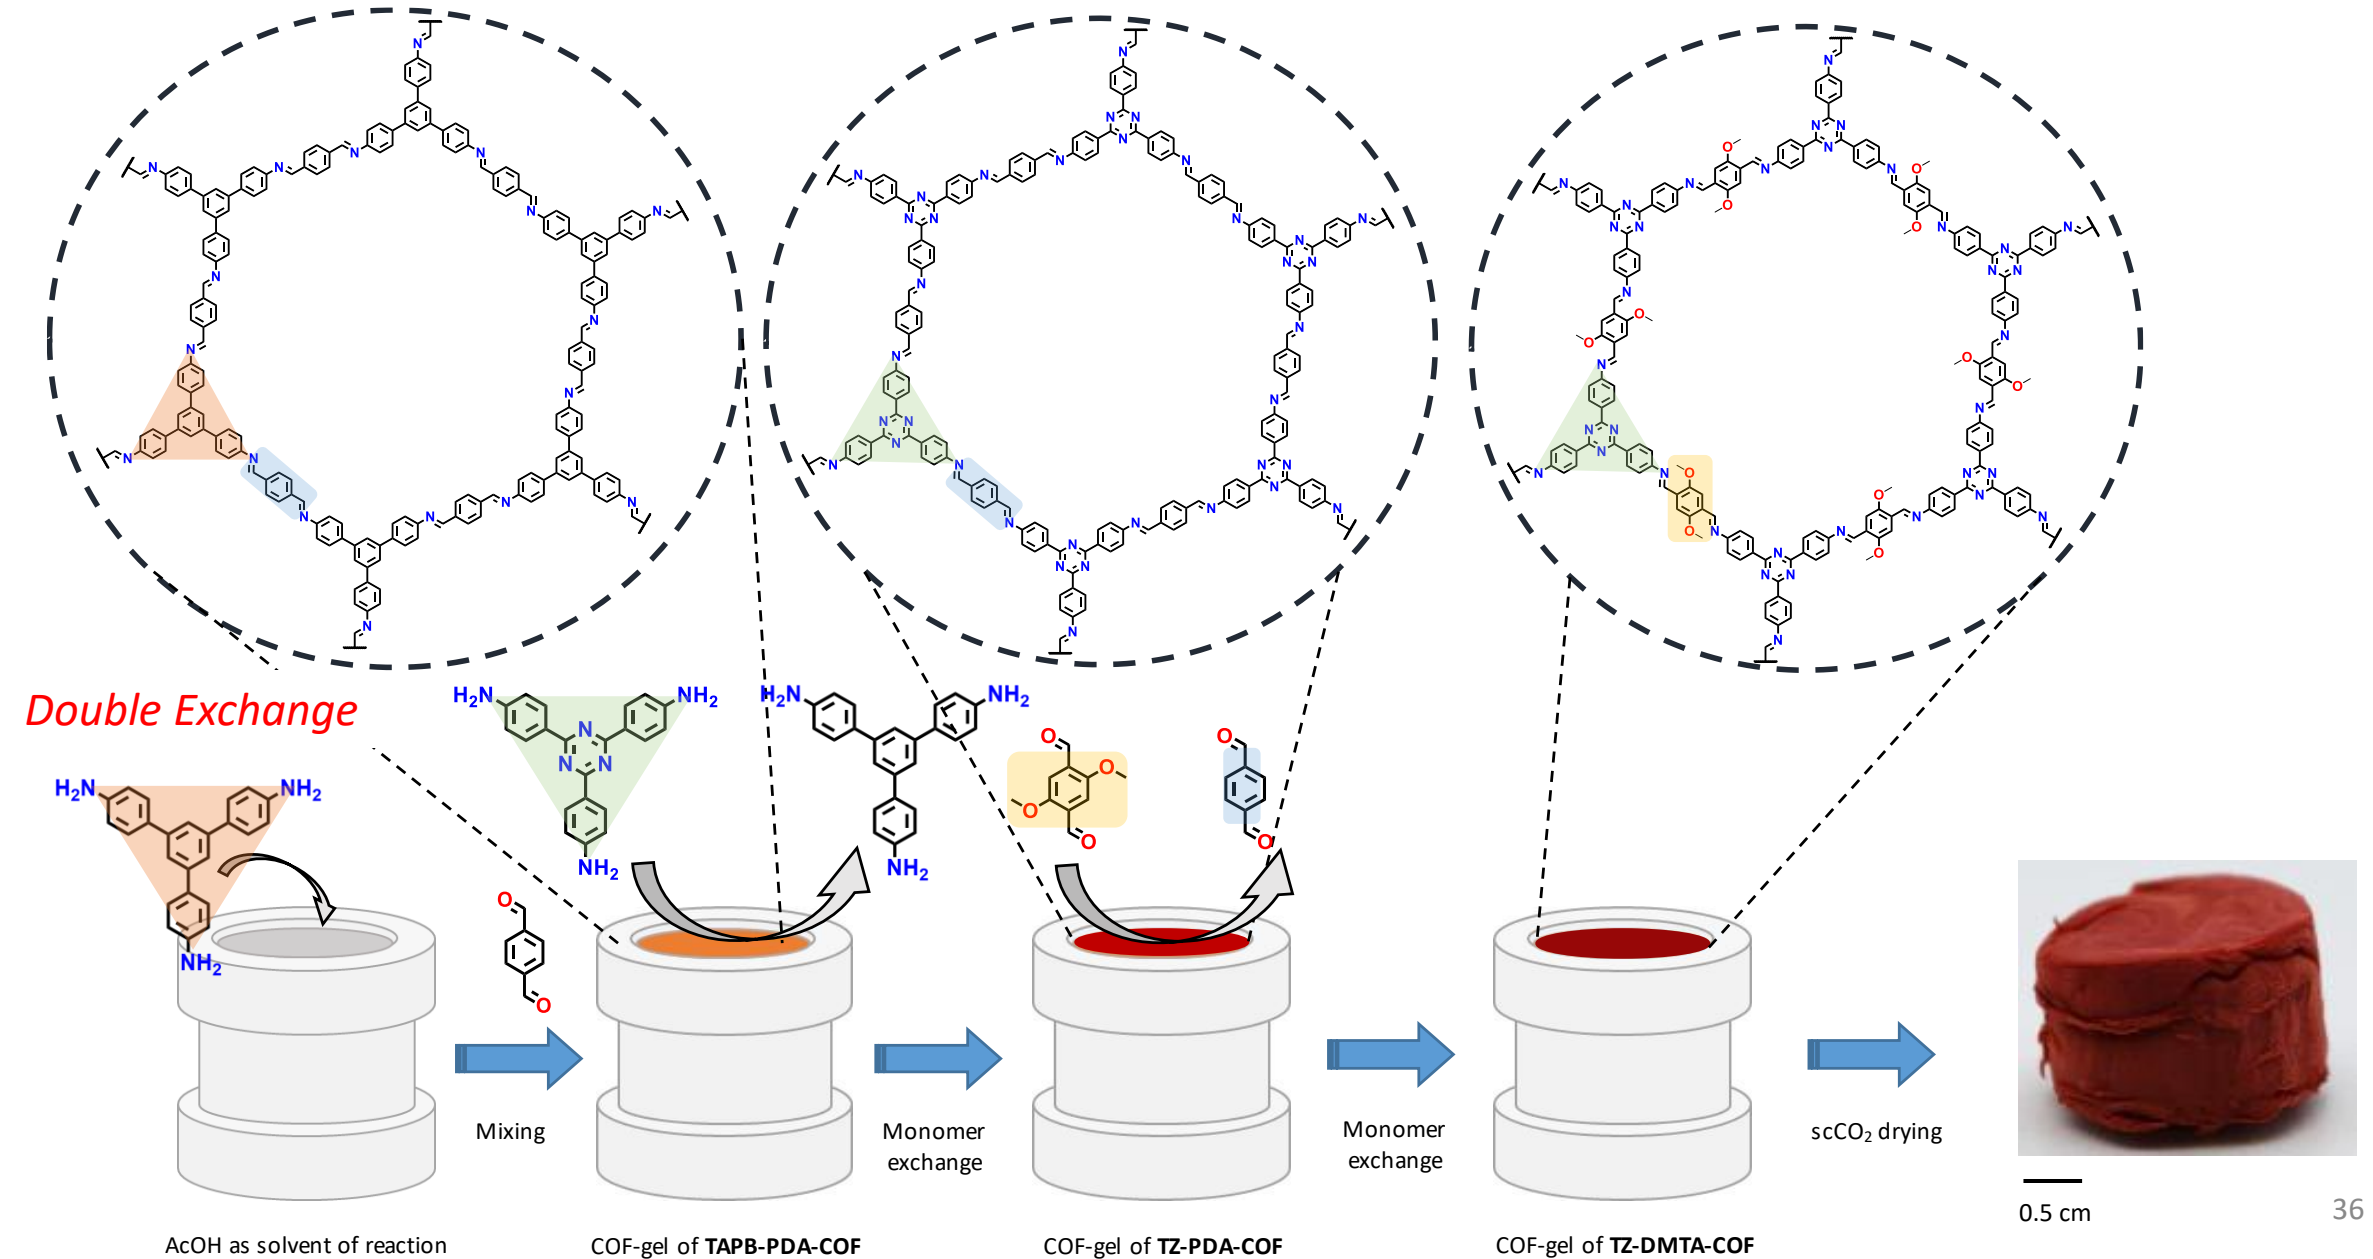 Double Exchange
H₂N
NH₂
NH₂
H₂N
NH₂
N
N
N
NH₂
H₂N
NH₂
NH₂
O
O
O
O
O
O
O
O
Mixing
Monomer
exchange
Monomer
exchange
scCO₂ drying
0.5 cm
36
AcOH as solvent of reaction
COF-gel of TAPB-PDA-COF
COF-gel of TZ-PDA-COF
COF-gel of TZ-DMTA-COF